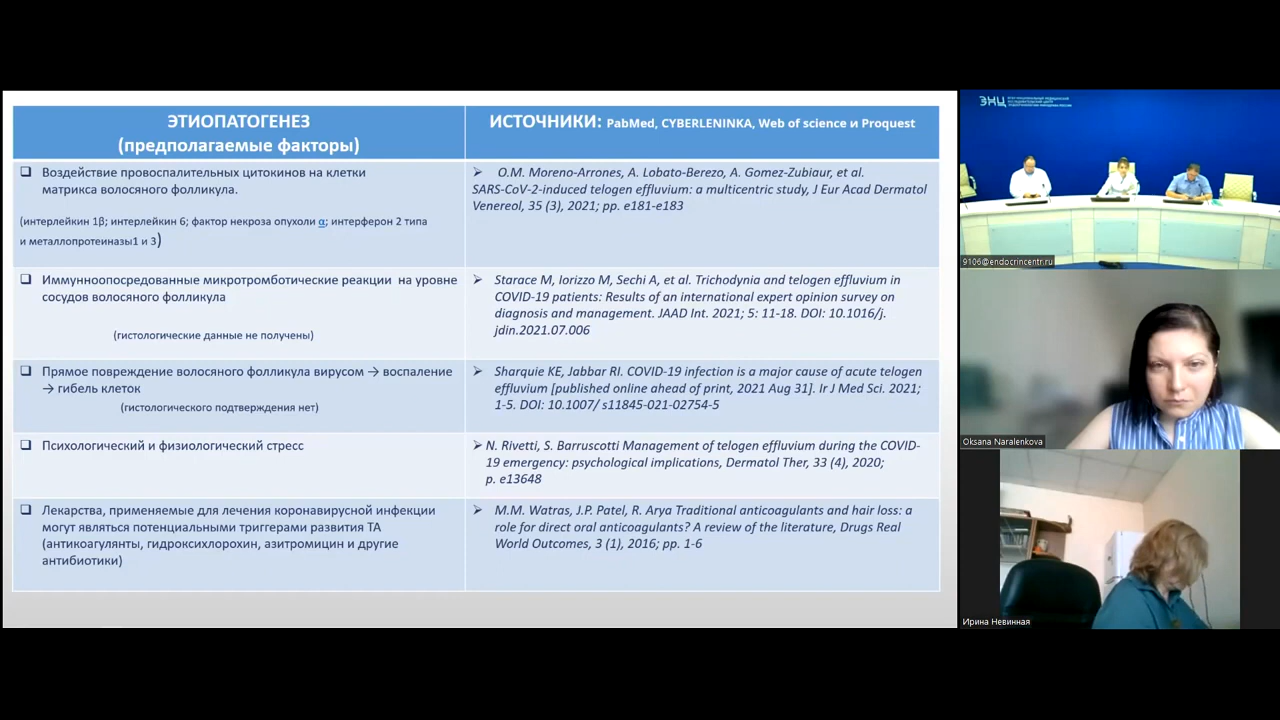 ЭТИОПАТОГЕНЕЗ
(предполагаемые факторы)
ИСТОЧНИКИ: PabMed, CYBERLENINKA, Web of science и Proquest
Воздействие провоспалительных цитокинов на клетки
матрикса волосяного фолликула.
(интерлейкин 1β; интерлейкин 6; фактор некроза опухоли α; интерферон 2 типа
и металлопротеиназы1 и 3)
O.M. Moreno-Arrones, A. Lobato-Berezo, A. Gomez-Zubiaur, et al.
SARS-CoV-2-induced telogen effluvium: a multicentric study, J Eur Acad Dermatol
Venereol, 35 (3), 2021; pp. e181-e183
Иммунноопосредованные микротромботические реакции на уровне
сосудов волосяного фолликула
(гистологические данные не получены)
Starace M, Iorizzo M, Sechi A, et al. Trichodynia and telogen effluvium in
COVID-19 patients: Results of an international expert opinion survey on
diagnosis and management. JAAD Int. 2021; 5: 11-18. DOI: 10.1016/j.
jdin.2021.07.006
Прямое повреждение волосяного фолликула вирусом → воспаление
→ гибель клеток
(гистологического подтверждения нет)
Sharquie KE, Jabbar RI. COVID-19 infection is a major cause of acute telogen
effluvium [published online ahead of print, 2021 Aug 31]. Ir J Med Sci. 2021;
1-5. DOI: 10.1007/ s11845-021-02754-5
Психологический и физиологический стресс
N. Rivetti, S. Barruscotti Management of telogen effluvium during the COVID-
19 emergency: psychological implications, Dermatol Ther, 33 (4), 2020;
p. e13648
Лекарства, применяемые для лечения коронавирусной инфекции
могут являться потенциальными триггерами развития ТА
(антикоагулянты, гидроксихлорохин, азитромицин и другие
антибиотики)
M.M. Watras, J.P. Patel, R. Arya Traditional anticoagulants and hair loss: a
role for direct oral anticoagulants? A review of the literature, Drugs Real
World Outcomes, 3 (1), 2016; pp. 1-6
ЭНЦ
9106@endocrincentr.ru
Oksana Naralenkova
Ирина Невинная